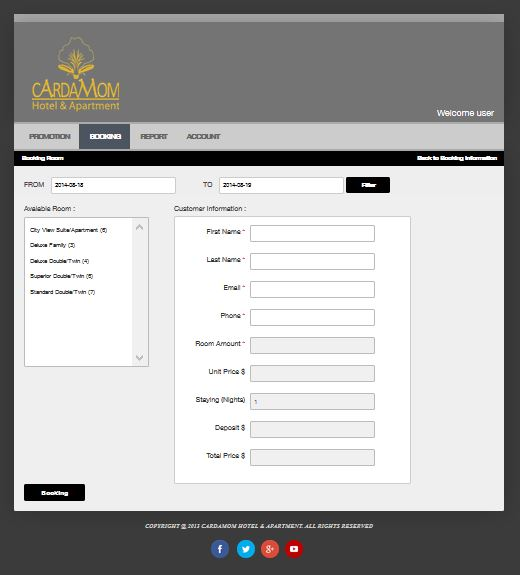 CARDAMOM
Hotel & Apartment
Welcome user
PROMOTION BOOKING REPORT ACCOUNT
Booking Room Back to Booking Information
FROM 2014-08-18 TO 2014-08-19 Filter
Available Room : Customer Information :
City View Suite/Apartment (6)
Deluxe Family (3)
Deluxe Double/Twin (4)
Superior Double/Twin (6)
Standard Double/Twin (7)
First Name *
Last Name *
Email *
Phone *
Room Amount *
Unit Price $
Staying (Nights) 1
Deposit $
Total Price $
Booking
COPYRIGHT @ 2013 CARDAMOM HOTEL & APARTMENT. ALL RIGHTS RESERVED